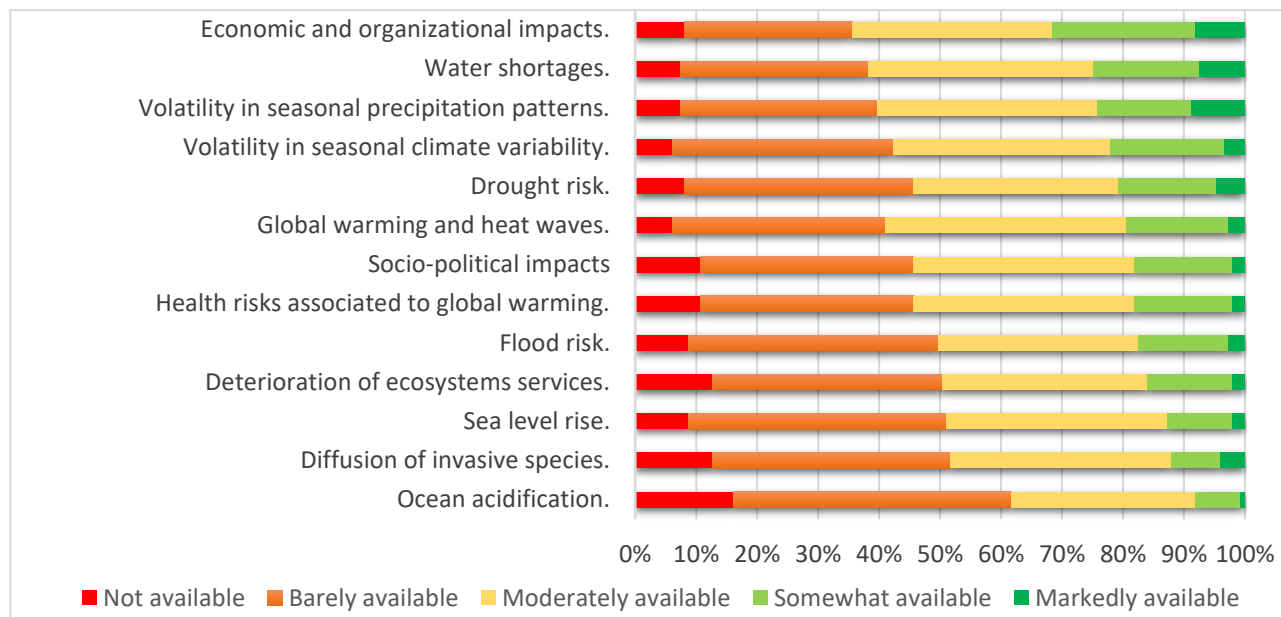 Economic and organizational impacts.
Water shortages.
Volatility in seasonal precipitation patterns.
Volatility in seasonal climate variability.
Drought risk.
Global warming and heat waves.
Socio-political impacts
Health risks associated to global warming.
Flood risk.
Deterioration of ecosystems services.
Sea level rise.
Diffusion of invasive species.
Ocean acidification.
0% 10% 20% 30% 40% 50% 60% 70% 80% 90% 100%
Not available Barely available Moderately available Somewhat available Markedly available